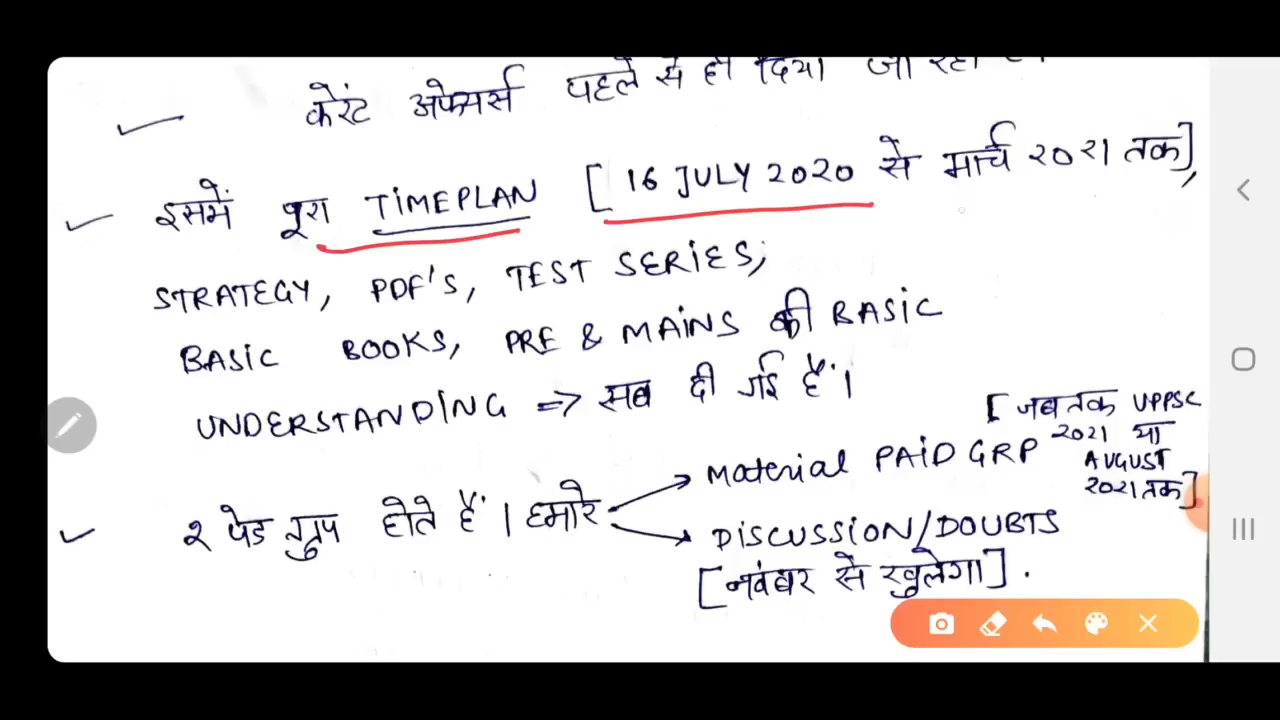 करेंट अफेयर्स पहले से ही दिया जा रहा
इसमें पूरा TIMEPLAN [16 JULY 2020 से मार्च २०२१ तक],
STRATEGY, PDF'S, TEST SERIES,
BASIC BOOKS, PRE & MAINS की BASIC
UNDERSTANDING => सब दी गई हैं।
[जब तक UPPSC
2021 या
AUGUST
2021 तक]
Material PAID GRP
२ पेड ग्रुप होते हैं। हमारे
DISCUSSION/DOUBTS
[नवंबर से खुलेगा].